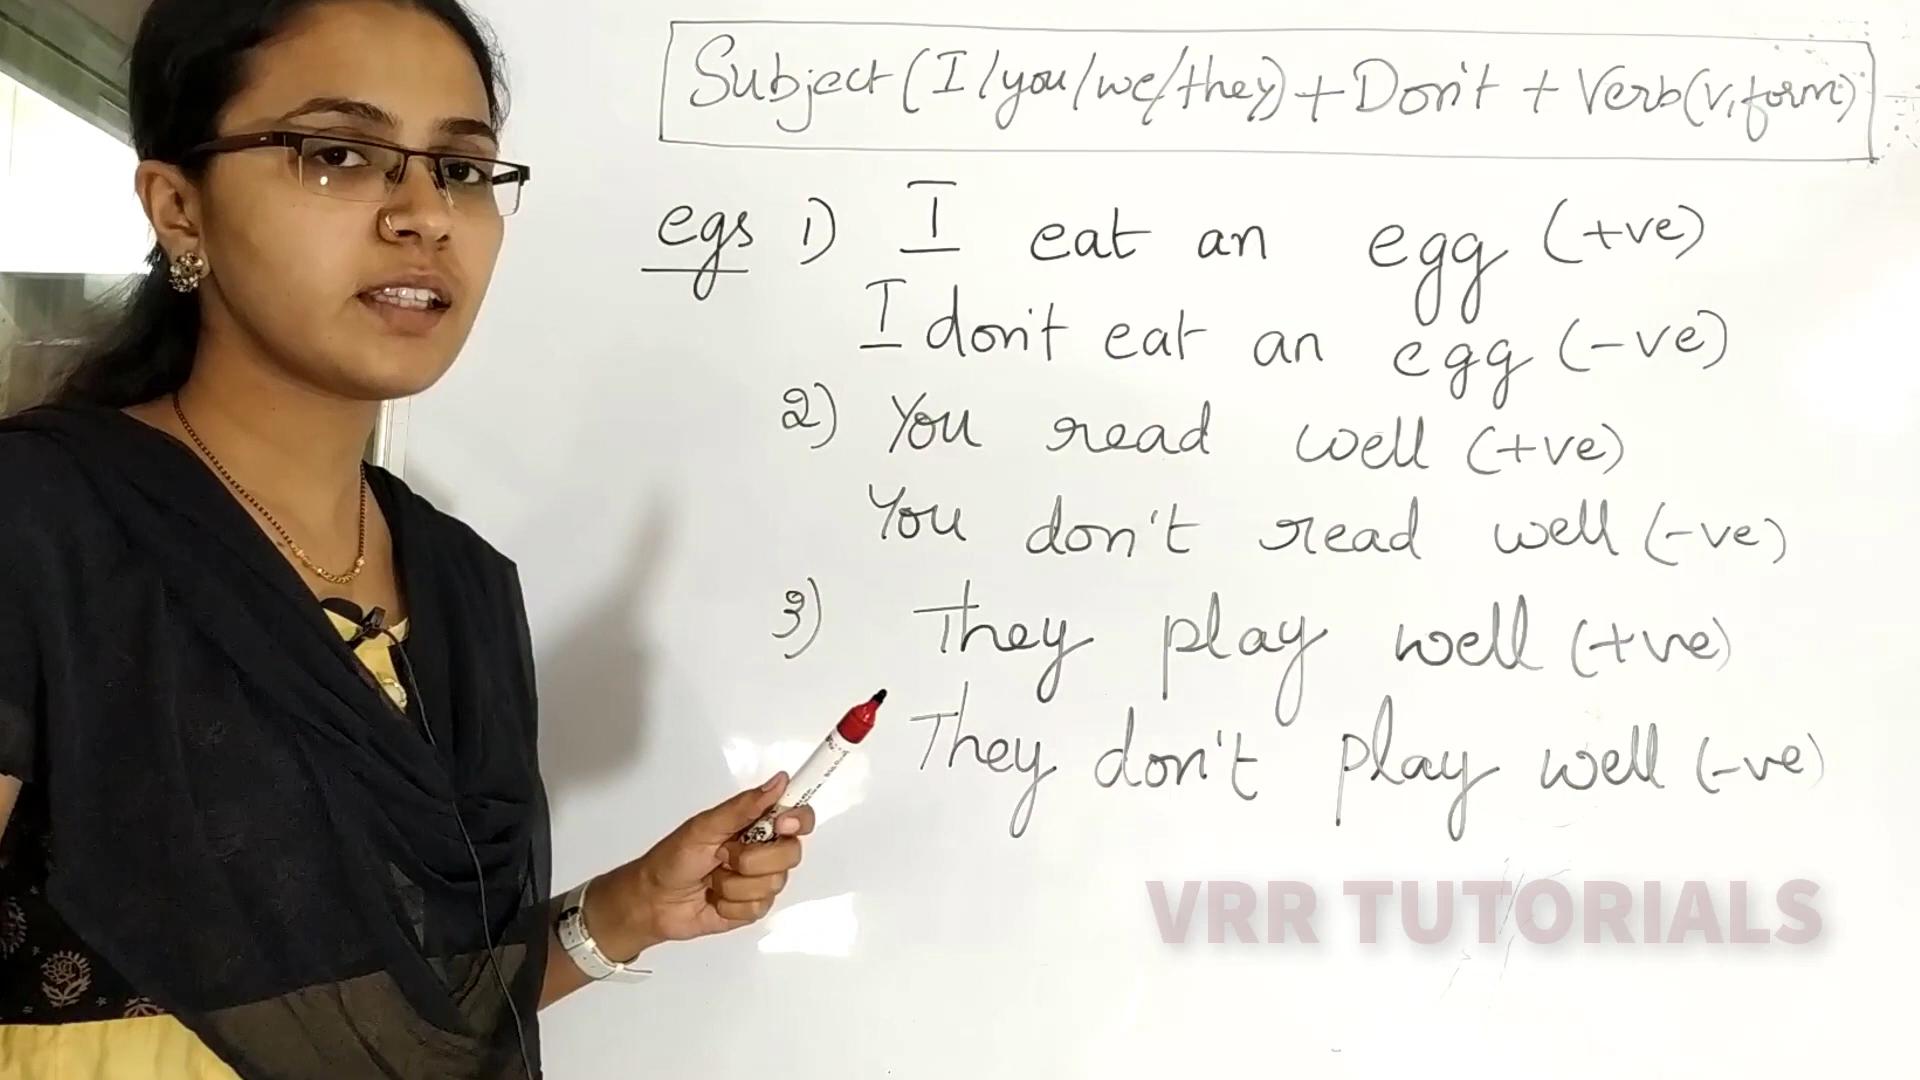 Subject (I/you/we/they) + Don't + Verb (V₁ form)
egs 1) I eat an egg (+ve)
I don't eat an egg (-ve)
2) You read well (+ve)
You don't read well (-ve)
3) They play well (+ve)
They don't play well (-ve)
VRR TUTORIALS